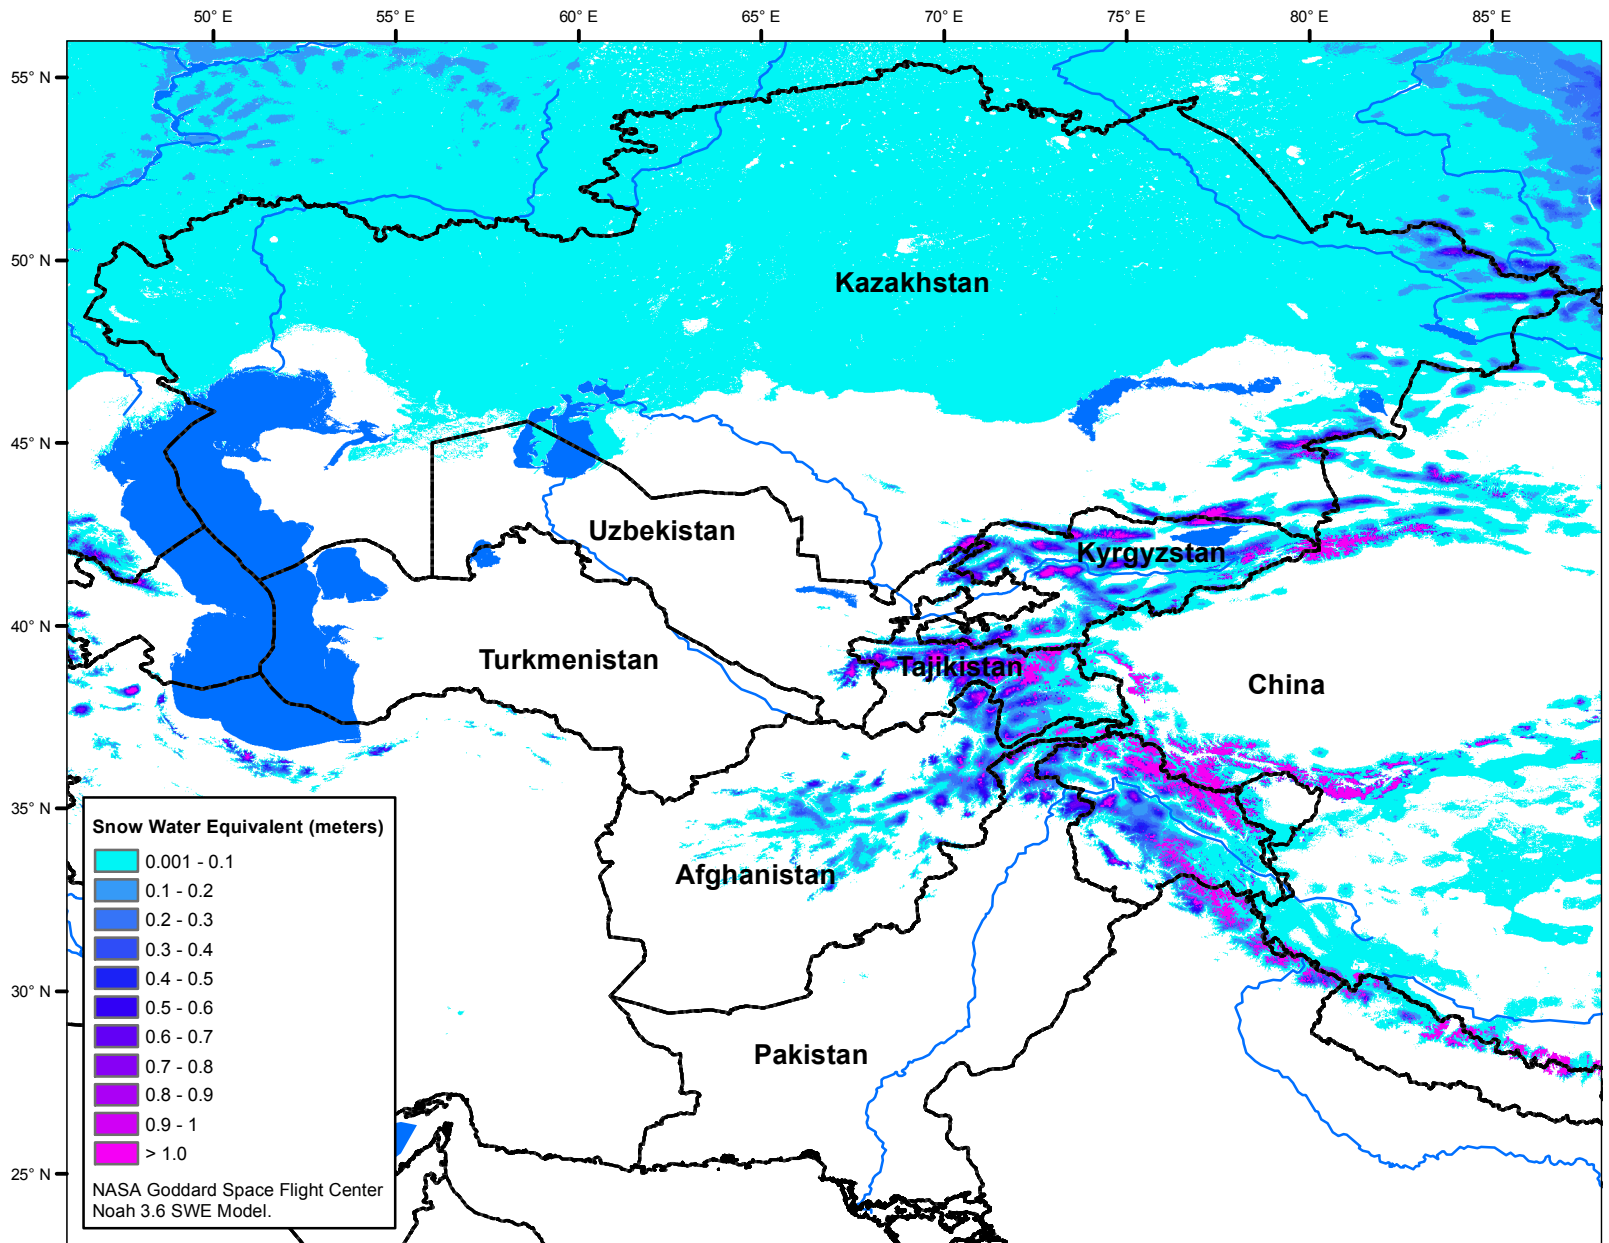 50° E
55° E
60° E
65° E
70° E
75° E
80° E
85° E
55° N
50° N
45° N
40° N
35° N
30° N
25° N
Kazakhstan
Uzbekistan
Kyrgyzstan
Turkmenistan
Tajikistan
China
Afghanistan
Pakistan
Snow Water Equivalent (meters)
0.001 - 0.1
0.1 - 0.2
0.2 - 0.3
0.3 - 0.4
0.4 - 0.5
0.5 - 0.6
0.6 - 0.7
0.7 - 0.8
0.8 - 0.9
0.9 - 1
> 1.0
NASA Goddard Space Flight Center
Noah 3.6 SWE Model.